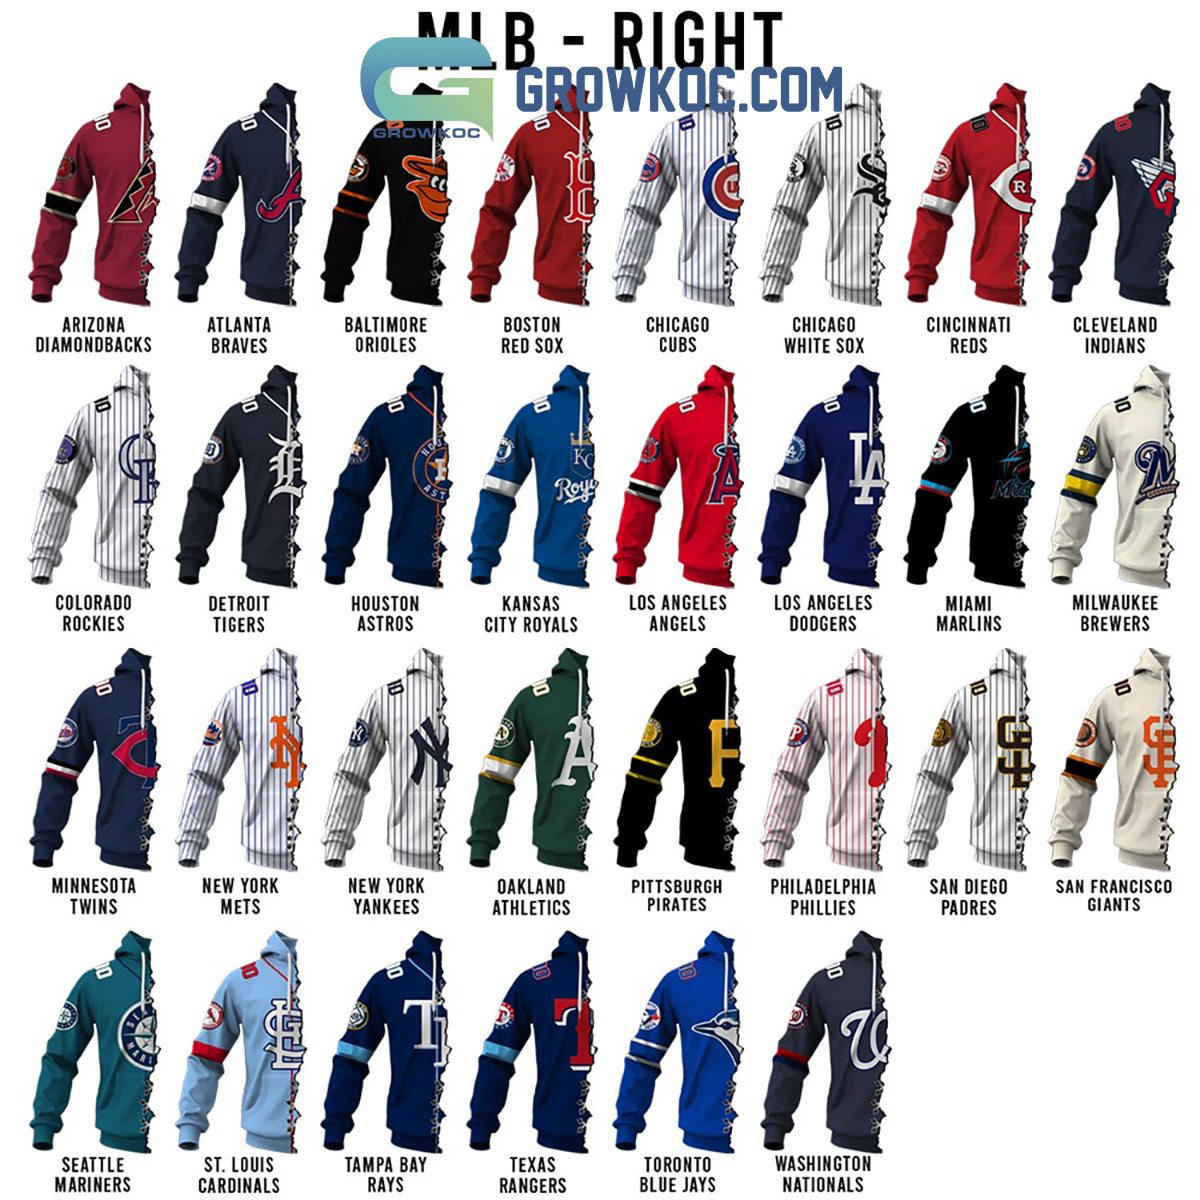 MLB - RIGHT
GROWKOC.COM
GROWKOC
ARIZONA
DIAMONDBACKS
ATLANTA
BRAVES
BALTIMORE
ORIOLES
BOSTON
RED SOX
CHICAGO
CUBS
CHICAGO
WHITE SOX
CINCINNATI
REDS
CLEVELAND
INDIANS
COLORADO
ROCKIES
DETROIT
TIGERS
HOUSTON
ASTROS
KANSAS
CITY ROYALS
LOS ANGELES
ANGELS
LOS ANGELES
DODGERS
MIAMI
MARLINS
MILWAUKEE
BREWERS
MINNESOTA
TWINS
NEW YORK
METS
NEW YORK
YANKEES
OAKLAND
ATHLETICS
PITTSBURGH
PIRATES
PHILADELPHIA
PHILLIES
SAN DIEGO
PADRES
SAN FRANCISCO
GIANTS
SEATTLE
MARINERS
ST. LOUIS
CARDINALS
TAMPA BAY
RAYS
TEXAS
RANGERS
TORONTO
BLUE JAYS
WASHINGTON
NATIONALS